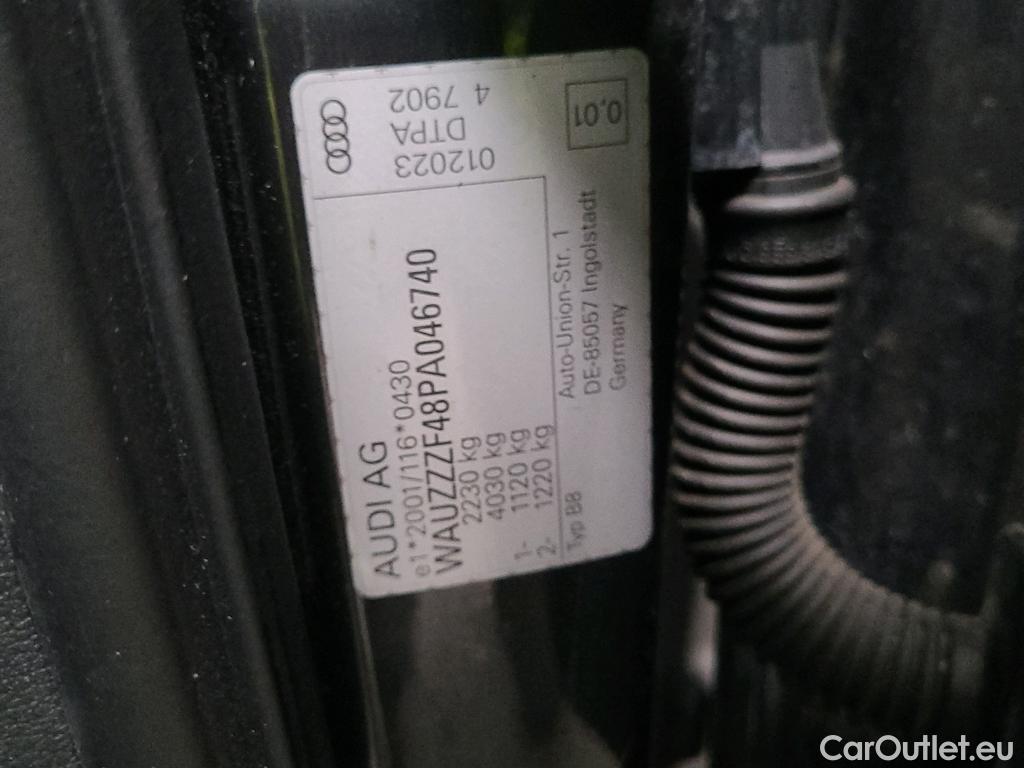 AUDI AG
e1*2001/116*0430
WAUZZZF48PA046740
2230 kg
4030 kg
1- 1120 kg
2- 1220 kg
Typ B8
Auto-Union-Str. 1
DE-85057 Ingolstadt
Germany
012023
DTPA
4 7902
0,01
CarOutlet.eu